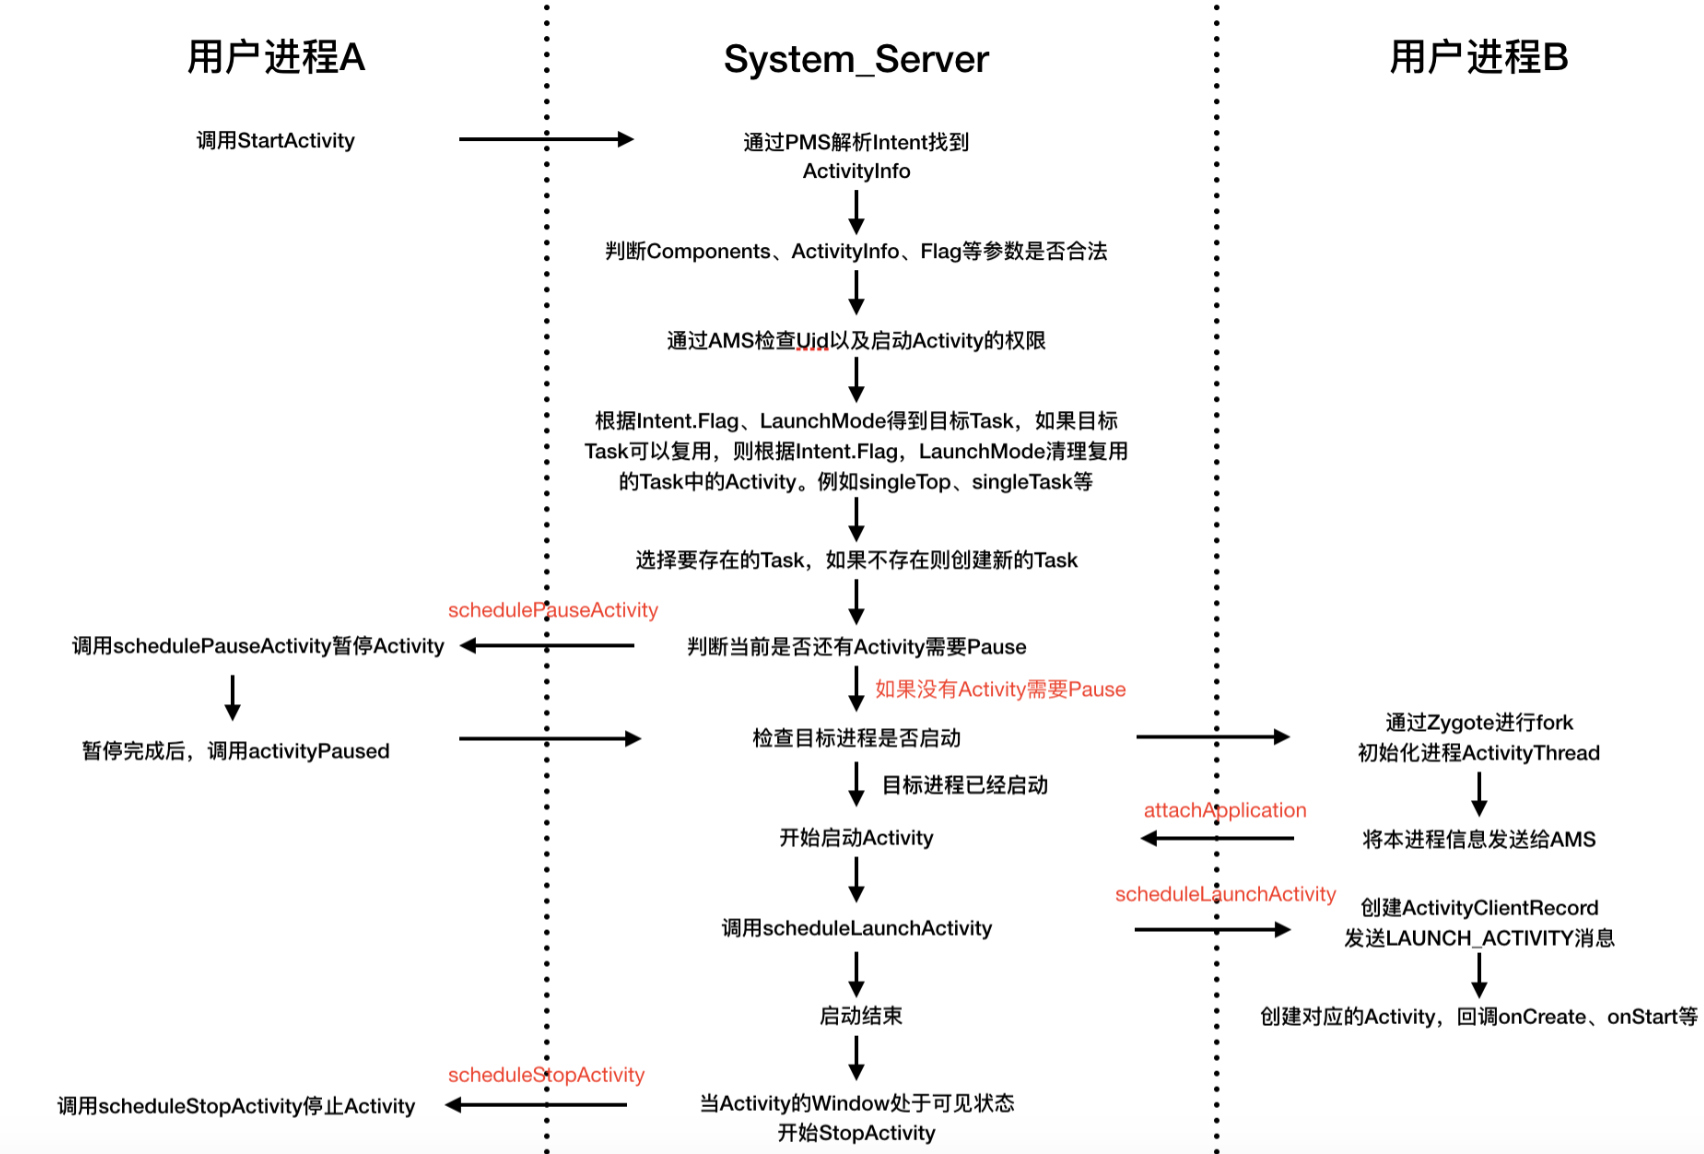 用户进程A
System_Server
用户进程B
调用StartActivity
通过PMS解析Intent找到
ActivityInfo
判断Components、ActivityInfo、Flag等参数是否合法
通过AMS检查Uid以及启动Activity的权限
根据Intent.Flag、LaunchMode得到目标Task，如果目标
Task可以复用，则根据Intent.Flag，LaunchMode清理复用
的Task中的Activity。例如singleTop、singleTask等
选择要存在的Task，如果不存在则创建新的Task
schedulePauseActivity
调用schedulePauseActivity暂停Activity
判断当前是否还有Activity需要Pause
如果没有Activity需要Pause
暂停完成后，调用activityPaused
检查目标进程是否启动
通过Zygote进行fork
初始化进程ActivityThread
目标进程已经启动
attachApplication
开始启动Activity
将本进程信息发送给AMS
scheduleLaunchActivity
调用scheduleLaunchActivity
创建ActivityClientRecord
发送LAUNCH_ACTIVITY消息
启动结束
创建对应的Activity，回调onCreate、onStart等
scheduleStopActivity
调用scheduleStopActivity停止Activity
当Activity的Window处于可见状态
开始StopActivity